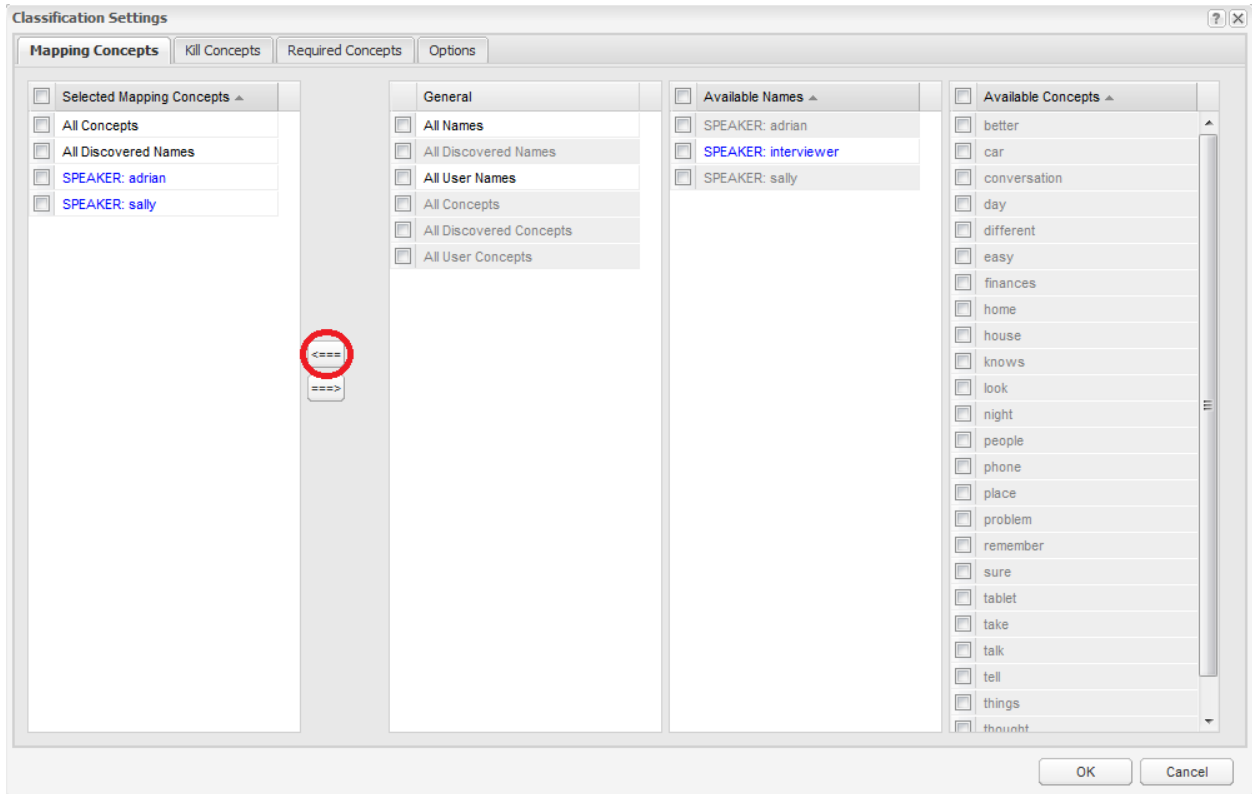 Classification Settings
Mapping Concepts Kill Concepts Required Concepts Options
Selected Mapping Concepts
All Concepts
All Discovered Names
SPEAKER: adrian
SPEAKER: sally
<===
===>
General
All Names
All Discovered Names
All User Names
All Concepts
All Discovered Concepts
All User Concepts
Available Names
SPEAKER: adrian
SPEAKER: interviewer
SPEAKER: sally
Available Concepts
better
car
conversation
day
different
easy
finances
home
house
knows
look
night
people
phone
place
problem
remember
sure
tablet
take
talk
tell
things
thought
OK Cancel